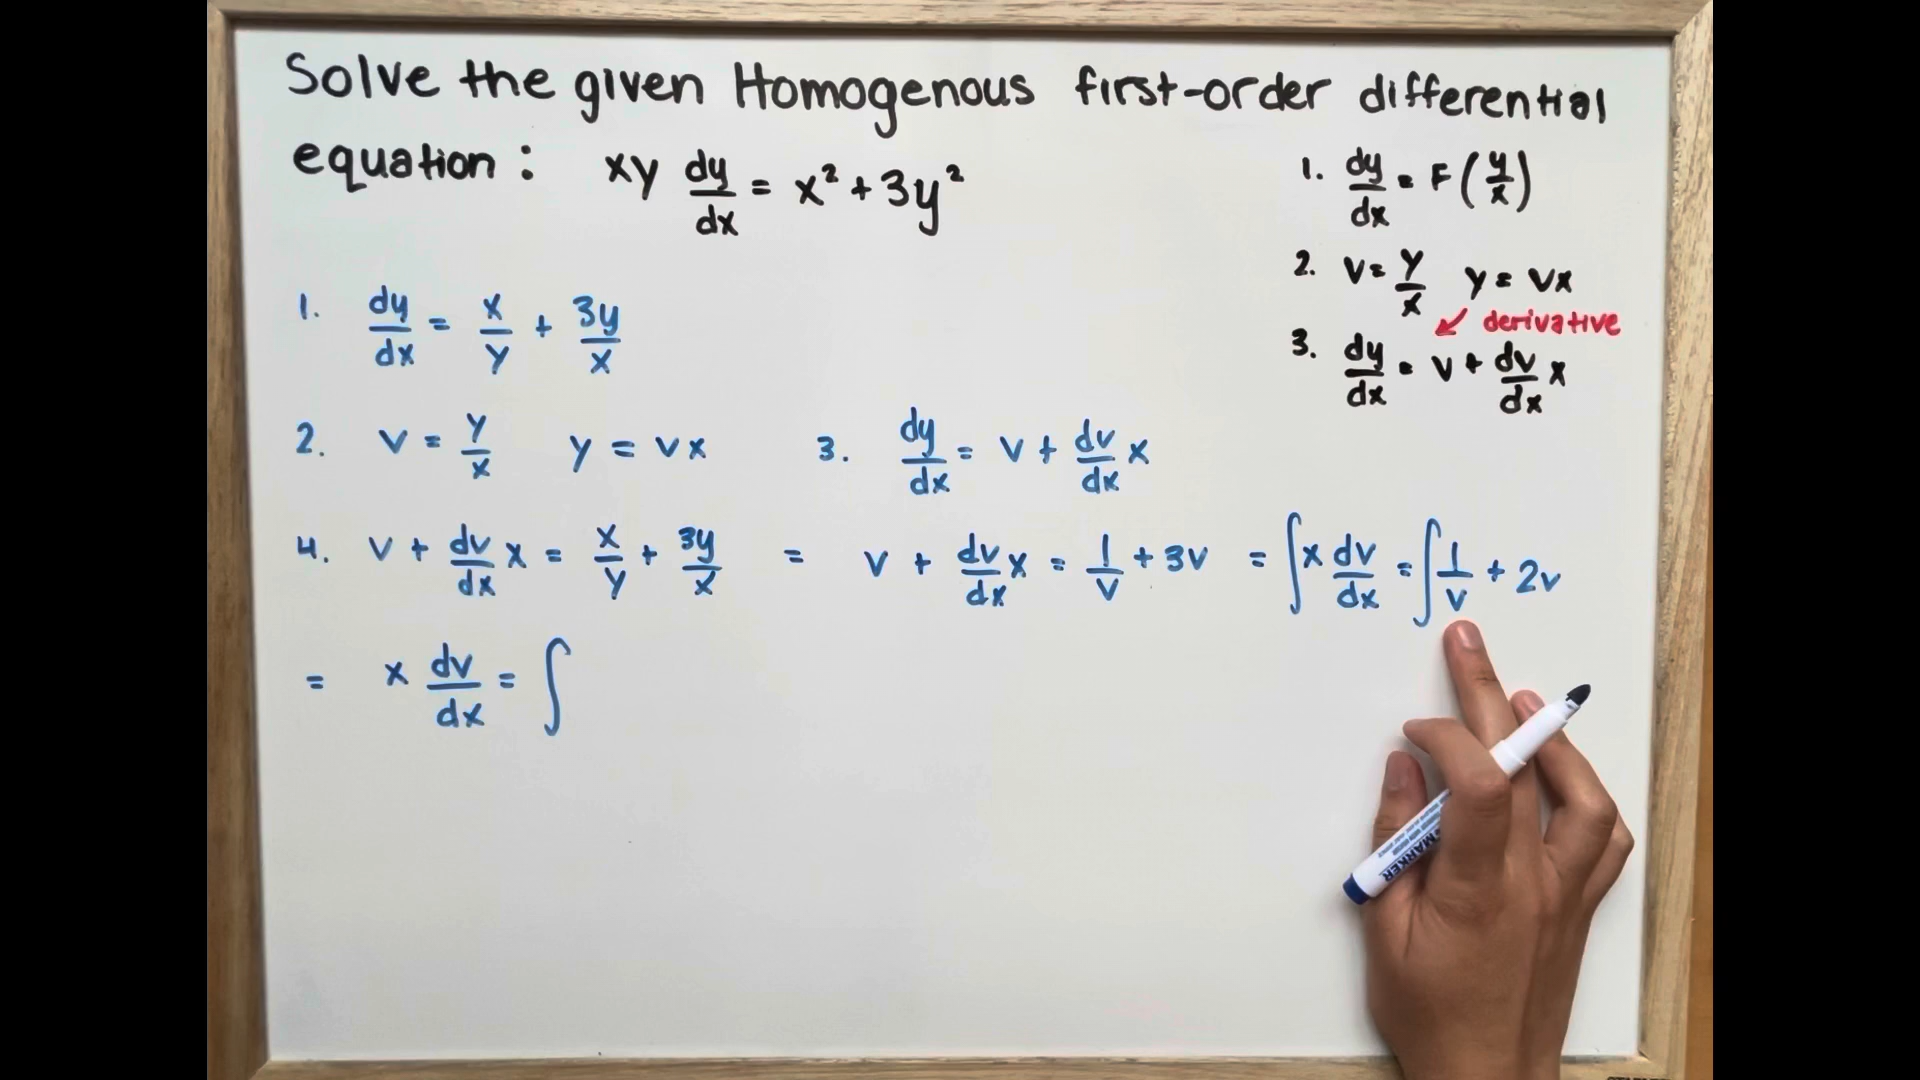 Solve the given Homogenous first-order differential
equation: xy dy/dx = x² + 3y²
1. dy/dx = F(y/x)
2. v = y/x   y = vx
derivative
3. dy/dx = v + dv/dx x
1. dy/dx = x/y + 3y/x
2. v = y/x   y = vx   3. dy/dx = v + dv/dx x
4. v + dv/dx x = x/y + 3y/x = v + dv/dx x = 1/v + 3v = ∫x dv/dx = ∫1/v + 2v
= x dv/dx = ∫
MARKER